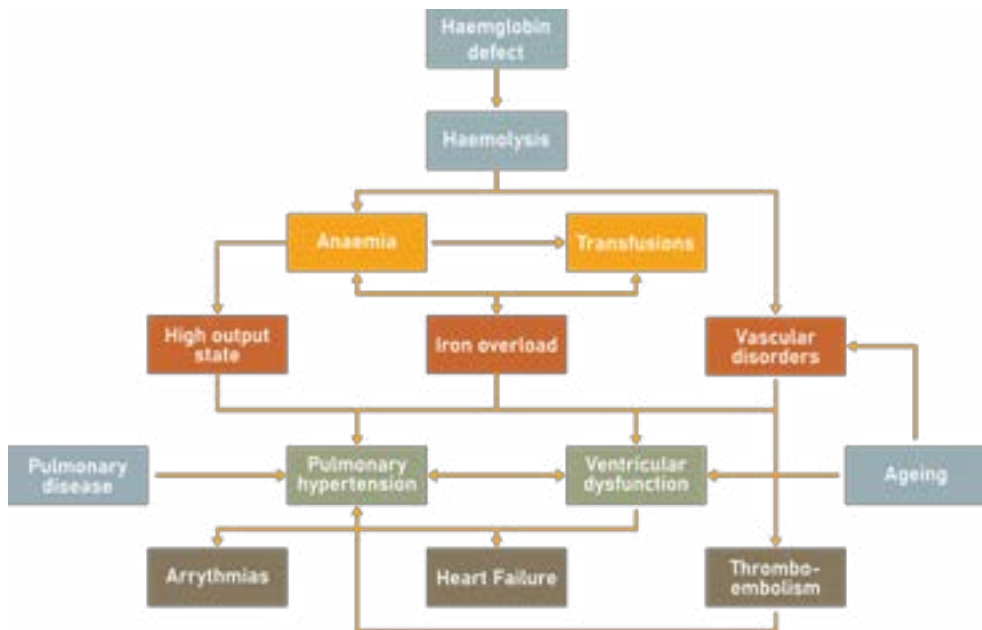 Haemglobin
defect
Haemolysis
Anaemia
Transfusions
High output
state
Iron overload
Vascular
disorders
Pulmonary
disease
Pulmonary
hypertension
Ventricular
dysfunction
Ageing
Arrythmias
Heart Failure
Thrombo-
embolism